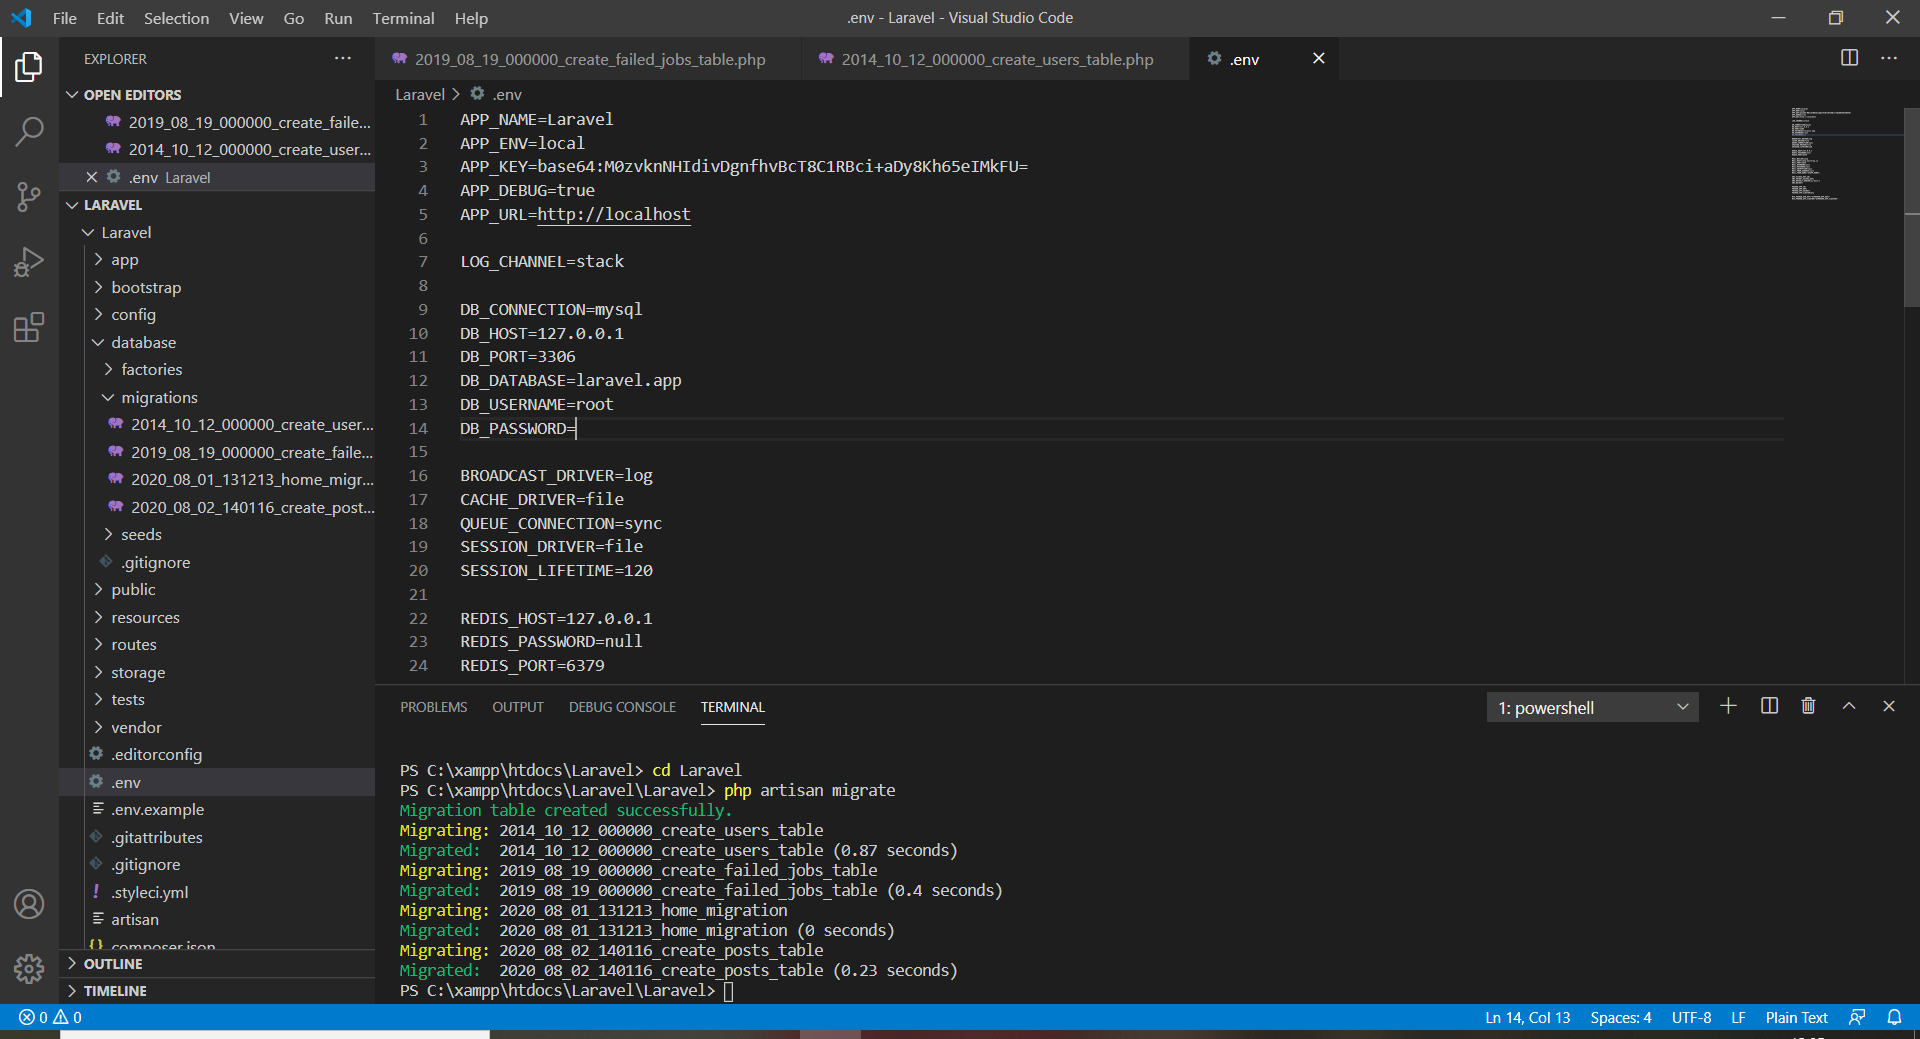 File Edit Selection View Go Run Terminal Help
.env - Laravel - Visual Studio Code
EXPLORER
OPEN EDITORS
2019_08_19_000000_create_faile...
2014_10_12_000000_create_user...
.env Laravel
LARAVEL
Laravel
app
bootstrap
config
database
factories
migrations
2014_10_12_000000_create_user...
2019_08_19_000000_create_faile...
2020_08_01_131213_home_migr...
2020_08_02_140116_create_post...
seeds
.gitignore
public
resources
routes
storage
tests
vendor
.editorconfig
.env
.env.example
.gitattributes
.gitignore
.styleci.yml
artisan
composer.json
OUTLINE
TIMELINE
2019_08_19_000000_create_failed_jobs_table.php
2014_10_12_000000_create_users_table.php
.env
Laravel > .env
1 APP_NAME=Laravel
2 APP_ENV=local
3 APP_KEY=base64:M0zvknNHIdivDgnfhvBcT8C1RBci+aDy8Kh65eIMkFU=
4 APP_DEBUG=true
5 APP_URL=http://localhost
6
7 LOG_CHANNEL=stack
8
9 DB_CONNECTION=mysql
10 DB_HOST=127.0.0.1
11 DB_PORT=3306
12 DB_DATABASE=laravel.app
13 DB_USERNAME=root
14 DB_PASSWORD=
15
16 BROADCAST_DRIVER=log
17 CACHE_DRIVER=file
18 QUEUE_CONNECTION=sync
19 SESSION_DRIVER=file
20 SESSION_LIFETIME=120
21
22 REDIS_HOST=127.0.0.1
23 REDIS_PASSWORD=null
24 REDIS_PORT=6379
PROBLEMS OUTPUT DEBUG CONSOLE TERMINAL
1: powershell
PS C:\xampp\htdocs\Laravel> cd Laravel
PS C:\xampp\htdocs\Laravel\Laravel> php artisan migrate
Migration table created successfully.
Migrating: 2014_10_12_000000_create_users_table
Migrated:  2014_10_12_000000_create_users_table (0.87 seconds)
Migrating: 2019_08_19_000000_create_failed_jobs_table
Migrated:  2019_08_19_000000_create_failed_jobs_table (0.4 seconds)
Migrating: 2020_08_01_131213_home_migration
Migrated:  2020_08_01_131213_home_migration (0 seconds)
Migrating: 2020_08_02_140116_create_posts_table
Migrated:  2020_08_02_140116_create_posts_table (0.23 seconds)
PS C:\xampp\htdocs\Laravel\Laravel>
0 0
Ln 14, Col 13 Spaces: 4 UTF-8 LF Plain Text